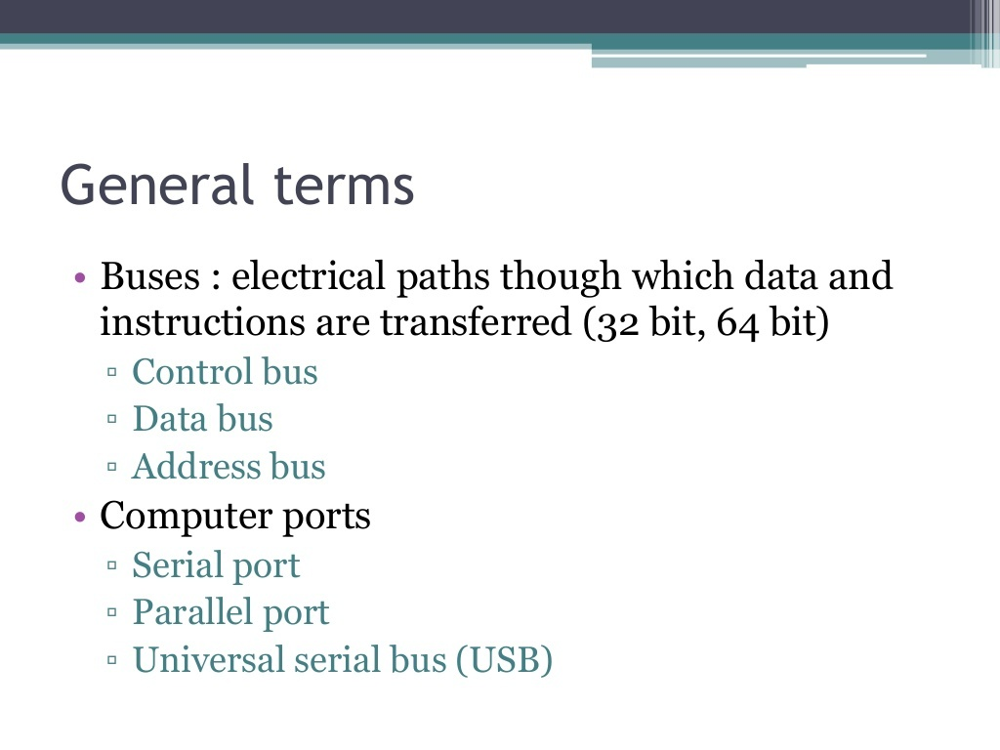 General terms
• Buses : electrical paths though which data and
instructions are transferred (32 bit, 64 bit)
▫ Control bus
▫ Data bus
▫ Address bus
• Computer ports
▫ Serial port
▫ Parallel port
▫ Universal serial bus (USB)